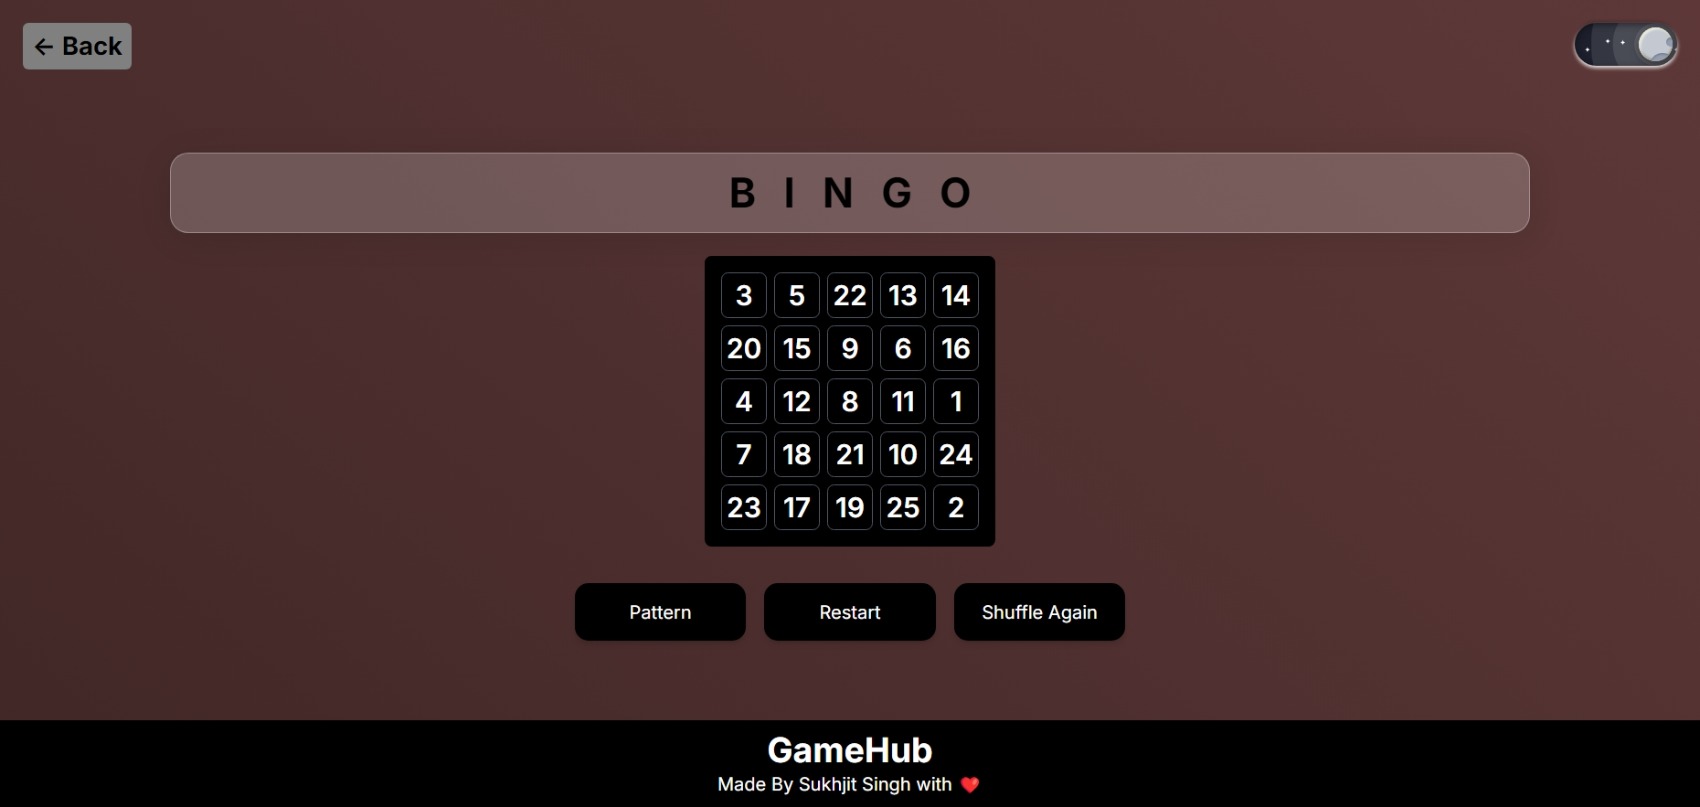 ← Back
B I N G O
3 5 22 13 14
20 15 9 6 16
4 12 8 11 1
7 18 21 10 24
23 17 19 25 2
Pattern Restart Shuffle Again
GameHub
Made By Sukhjit Singh with ❤️